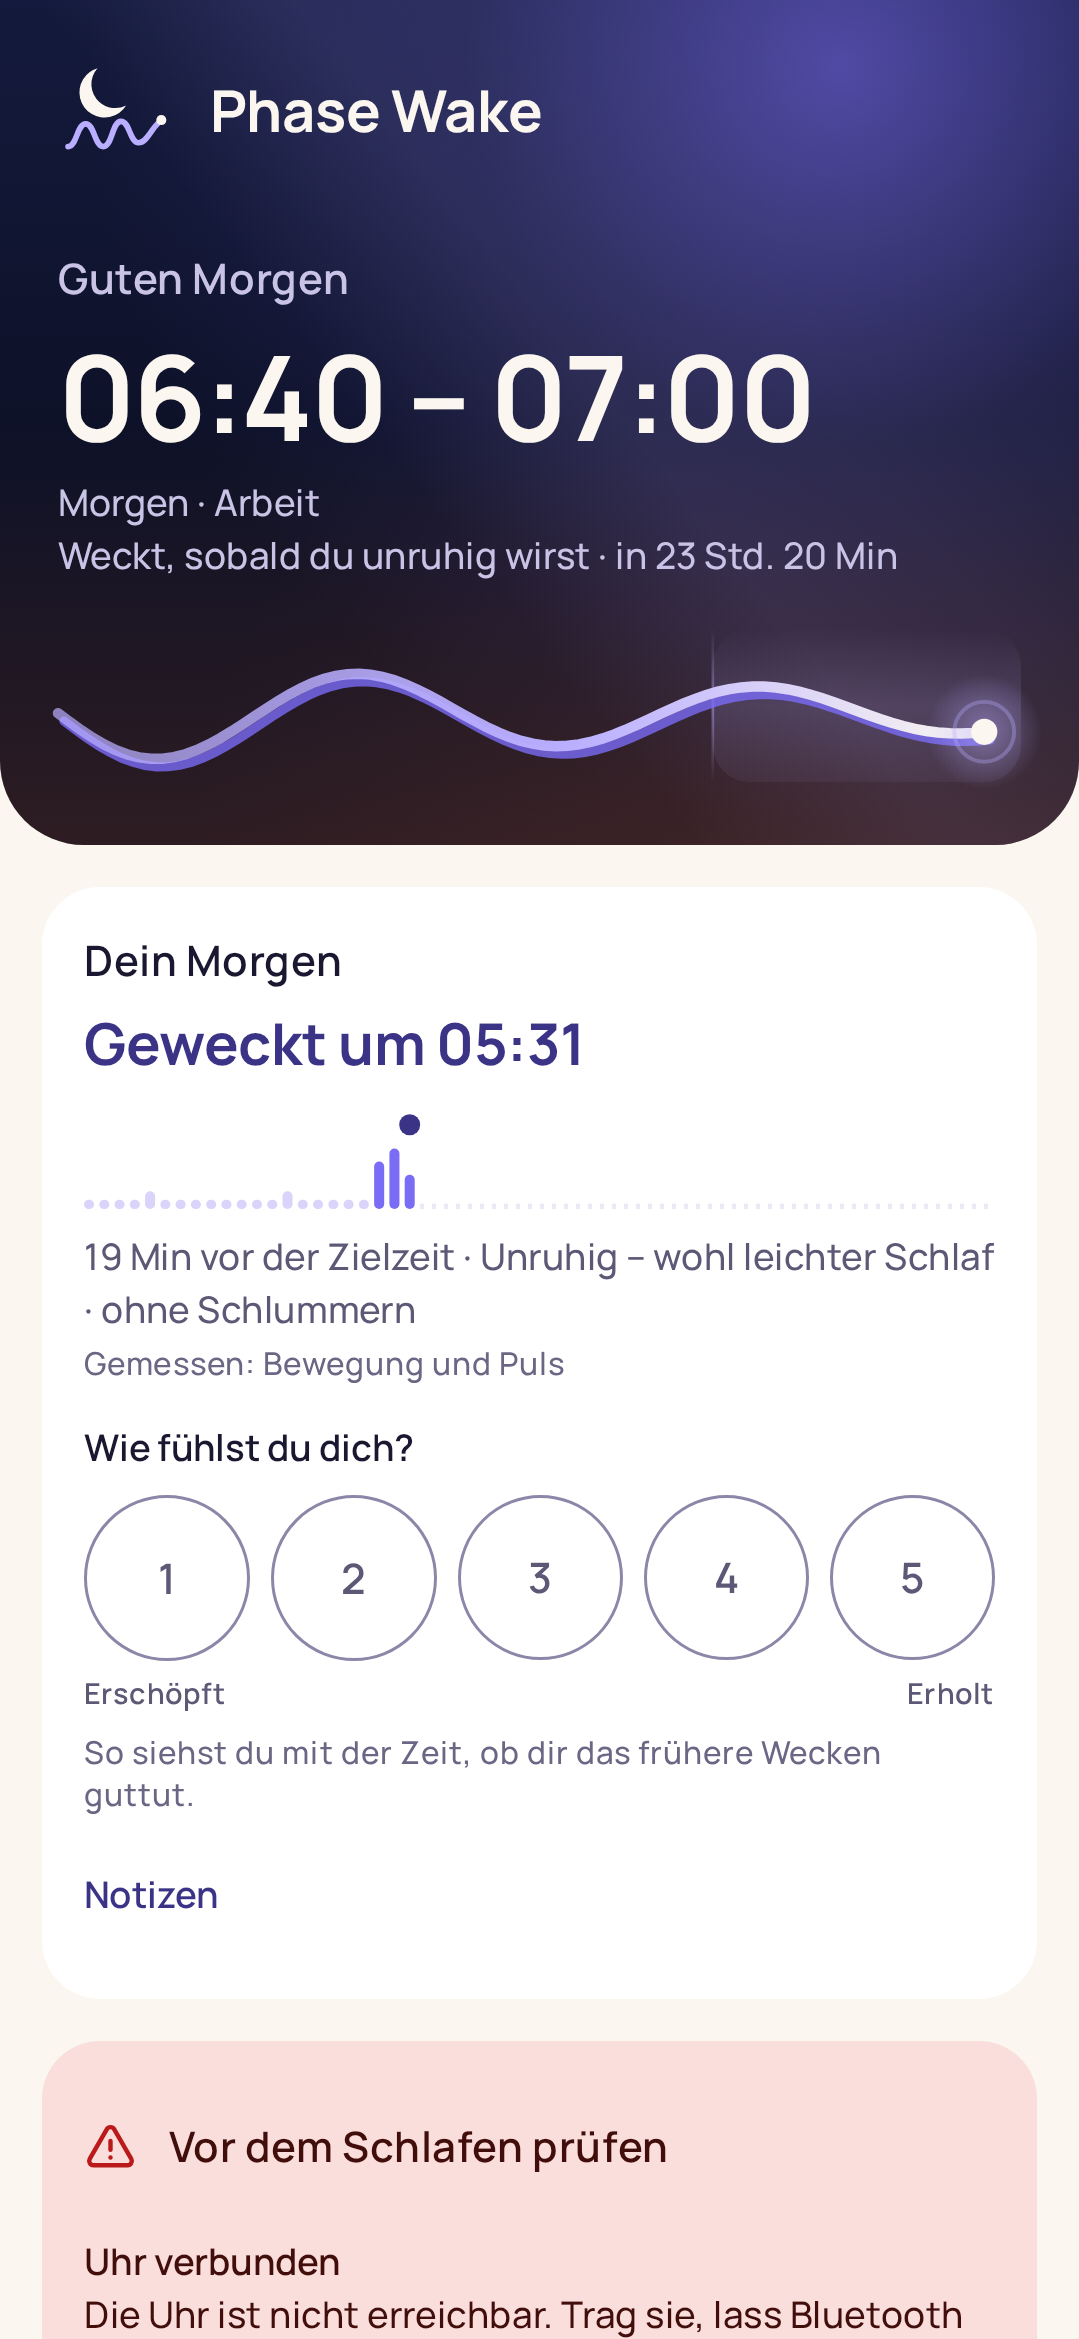 Phase Wake
Guten Morgen
06:40 – 07:00
Morgen · Arbeit
Weckt, sobald du unruhig wirst · in 23 Std. 20 Min
Dein Morgen
Geweckt um 05:31
19 Min vor der Zielzeit · Unruhig – wohl leichter Schlaf
· ohne Schlummern
Gemessen: Bewegung und Puls
Wie fühlst du dich?
1 2 3 4 5
Erschöpft Erholt
So siehst du mit der Zeit, ob dir das frühere Wecken
guttut.
Notizen
Vor dem Schlafen prüfen
Uhr verbunden
Die Uhr ist nicht erreichbar. Trag sie, lass Bluetooth